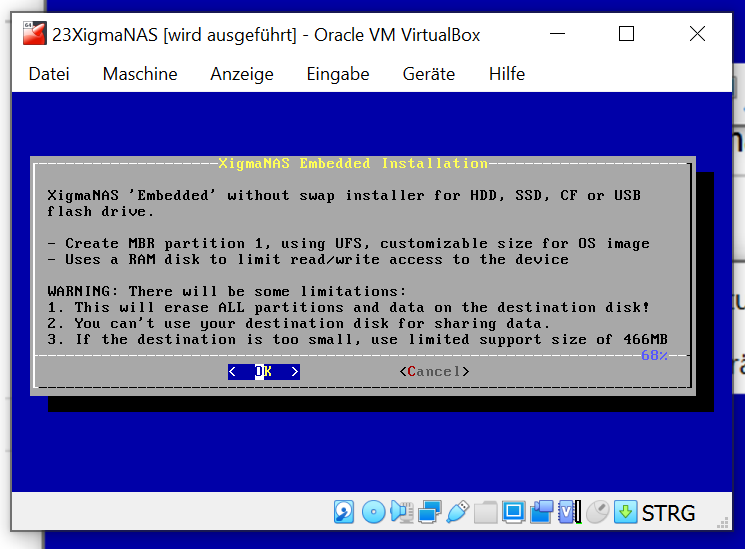 23XigmaNAS [wird ausgeführt] - Oracle VM VirtualBox
Datei Maschine Anzeige Eingabe Geräte Hilfe
XigmaNAS Embedded Installation
XigmaNAS 'Embedded' without swap installer for HDD, SSD, CF or USB
flash drive.
- Create MBR partition 1, using UFS, customizable size for OS image
- Uses a RAM disk to limit read/write access to the device
WARNING: There will be some limitations:
1. This will erase ALL partitions and data on the destination disk!
2. You can't use your destination disk for sharing data.
3. If the destination is too small, use limited support size of 466MB
68%
< OK > <Cancel>
STRG